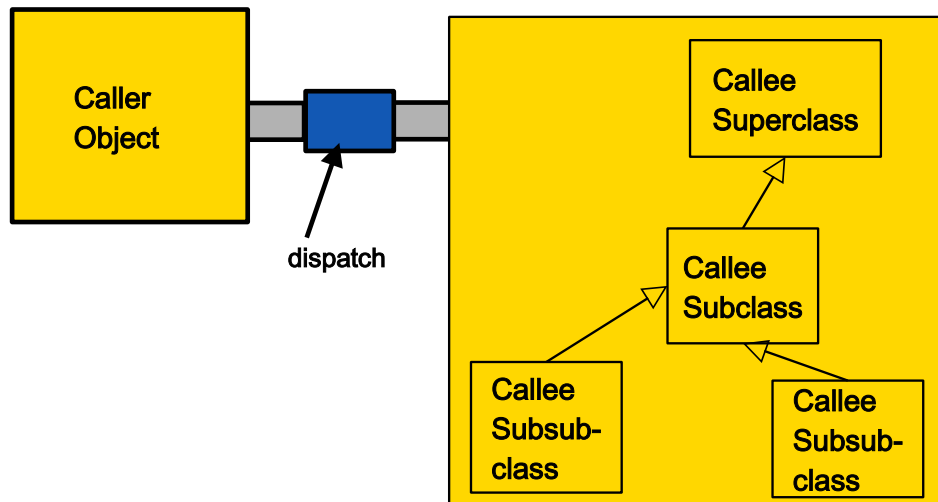 Caller
Object
dispatch
Callee
Superclass
Callee
Subclass
Callee
Subsub-
class
Callee
Subsub-
class